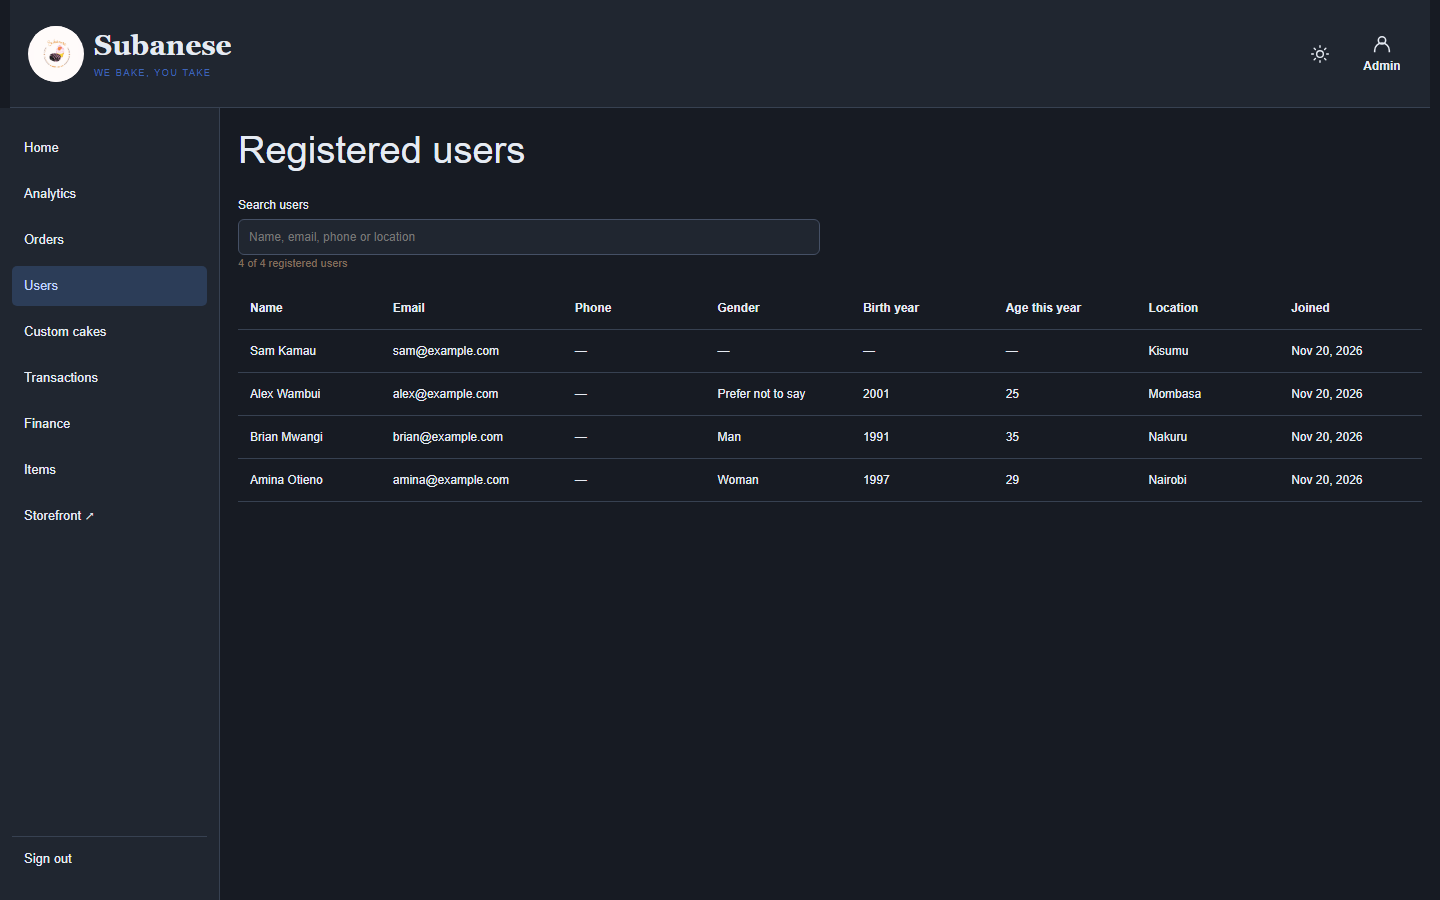 Subanese
WE BAKE, YOU TAKE
Admin
Home
Analytics
Orders
Users
Custom cakes
Transactions
Finance
Items
Storefront ↗
Sign out
Registered users
Search users
Name, email, phone or location
4 of 4 registered users
Name Email Phone Gender Birth year Age this year Location Joined
Sam Kamau sam@example.com — — — — Kisumu Nov 20, 2026
Alex Wambui alex@example.com — Prefer not to say 2001 25 Mombasa Nov 20, 2026
Brian Mwangi brian@example.com — Man 1991 35 Nakuru Nov 20, 2026
Amina Otieno amina@example.com — Woman 1997 29 Nairobi Nov 20, 2026